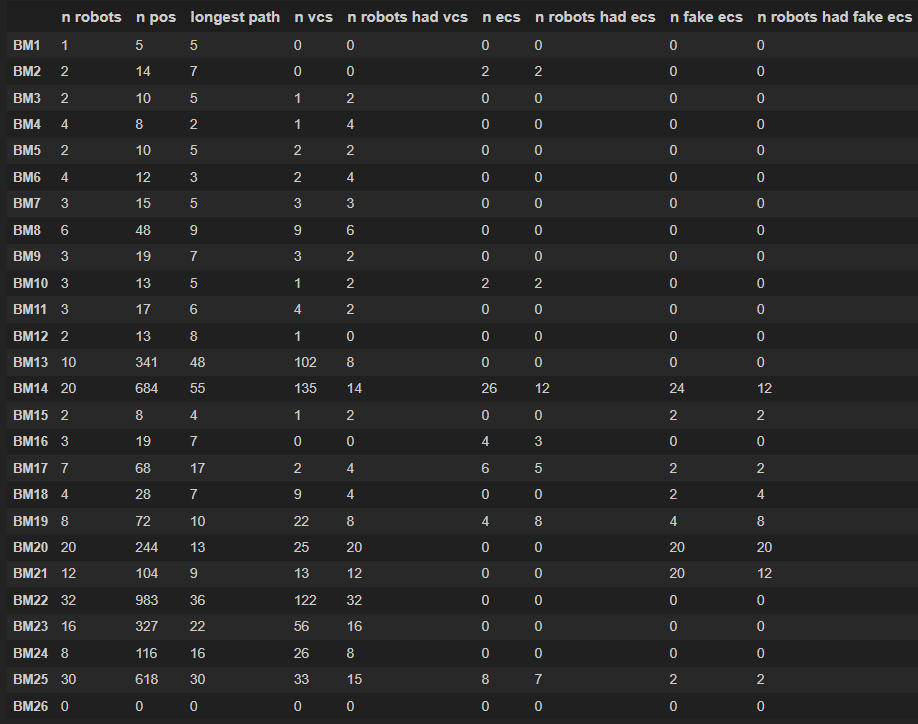 n robots n pos longest path n vcs n robots had vcs n ecs n robots had ecs n fake ecs n robots had fake ecs
BM1 1 5 5 0 0 0 0 0 0
BM2 2 14 7 0 0 2 2 0 0
BM3 2 10 5 1 2 0 0 0 0
BM4 4 8 2 1 4 0 0 0 0
BM5 2 10 5 2 2 0 0 0 0
BM6 4 12 3 2 4 0 0 0 0
BM7 3 15 5 3 3 0 0 0 0
BM8 6 48 9 9 6 0 0 0 0
BM9 3 19 7 3 2 0 0 0 0
BM10 3 13 5 1 2 2 2 0 0
BM11 3 17 6 4 2 0 0 0 0
BM12 2 13 8 1 0 0 0 0 0
BM13 10 341 48 102 8 0 0 0 0
BM14 20 684 55 135 14 26 12 24 12
BM15 2 8 4 1 2 0 0 2 2
BM16 3 19 7 0 0 4 3 0 0
BM17 7 68 17 2 4 6 5 2 2
BM18 4 28 7 9 4 0 0 2 4
BM19 8 72 10 22 8 4 8 4 8
BM20 20 244 13 25 20 0 0 20 20
BM21 12 104 9 13 12 0 0 20 12
BM22 32 983 36 122 32 0 0 0 0
BM23 16 327 22 56 16 0 0 0 0
BM24 8 116 16 26 8 0 0 0 0
BM25 30 618 30 33 15 8 7 2 2
BM26 0 0 0 0 0 0 0 0 0